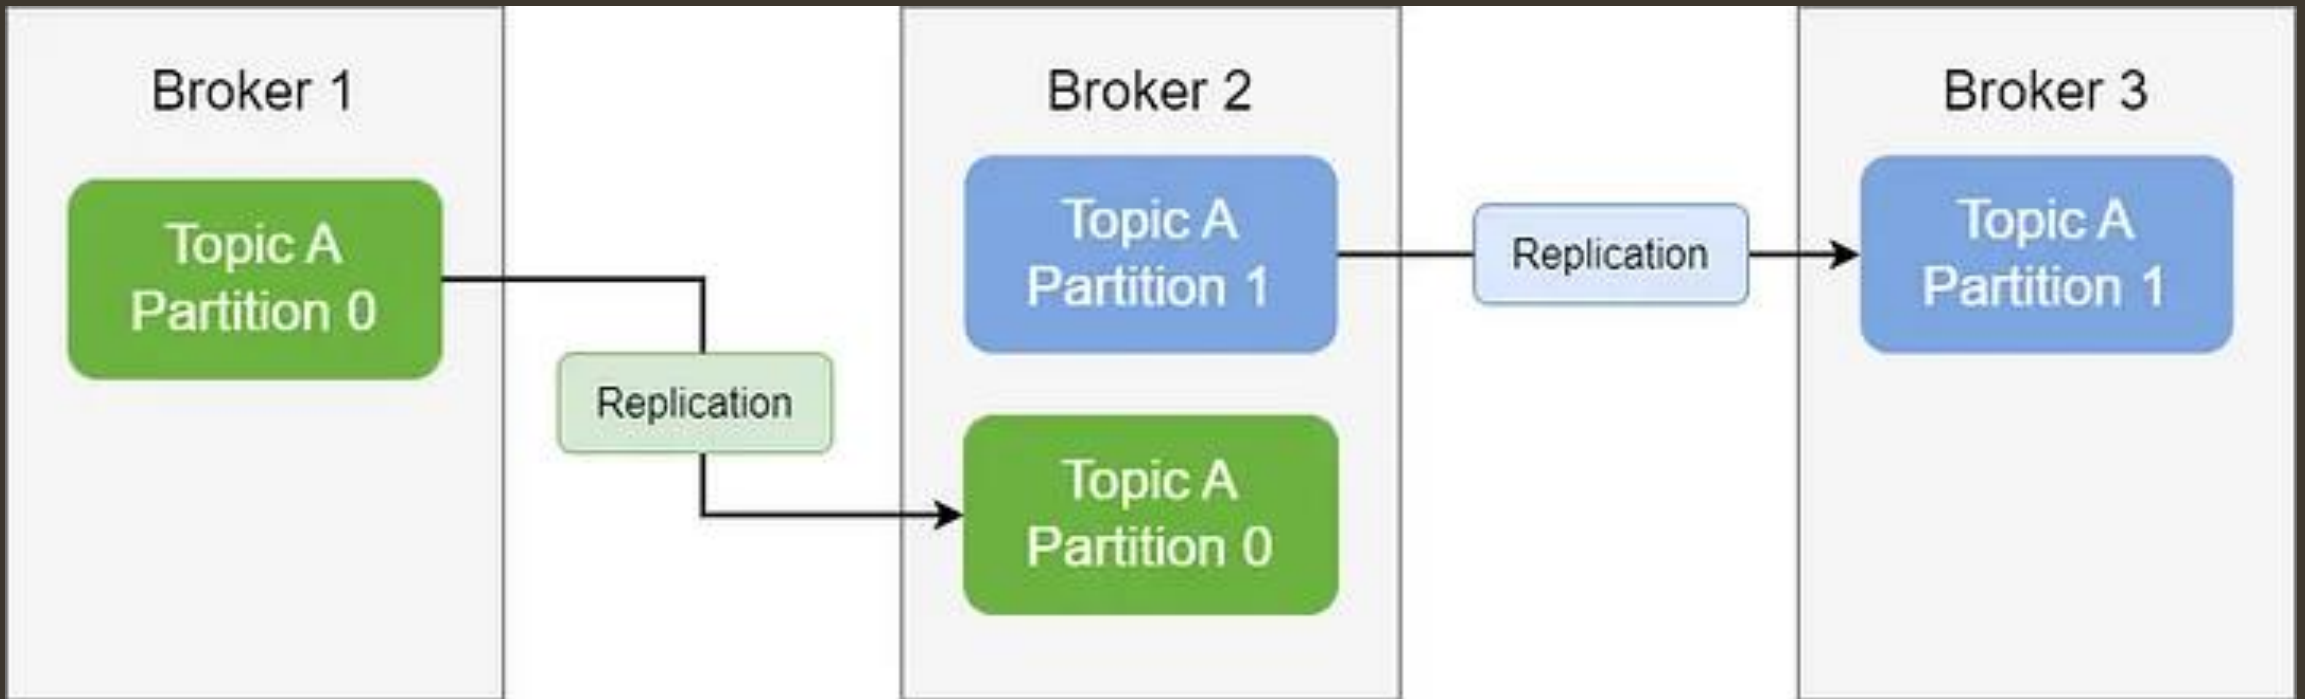 Broker 1
Topic A
Partition 0
Replication
Broker 2
Topic A
Partition 1
Topic A
Partition 0
Replication
Broker 3
Topic A
Partition 1